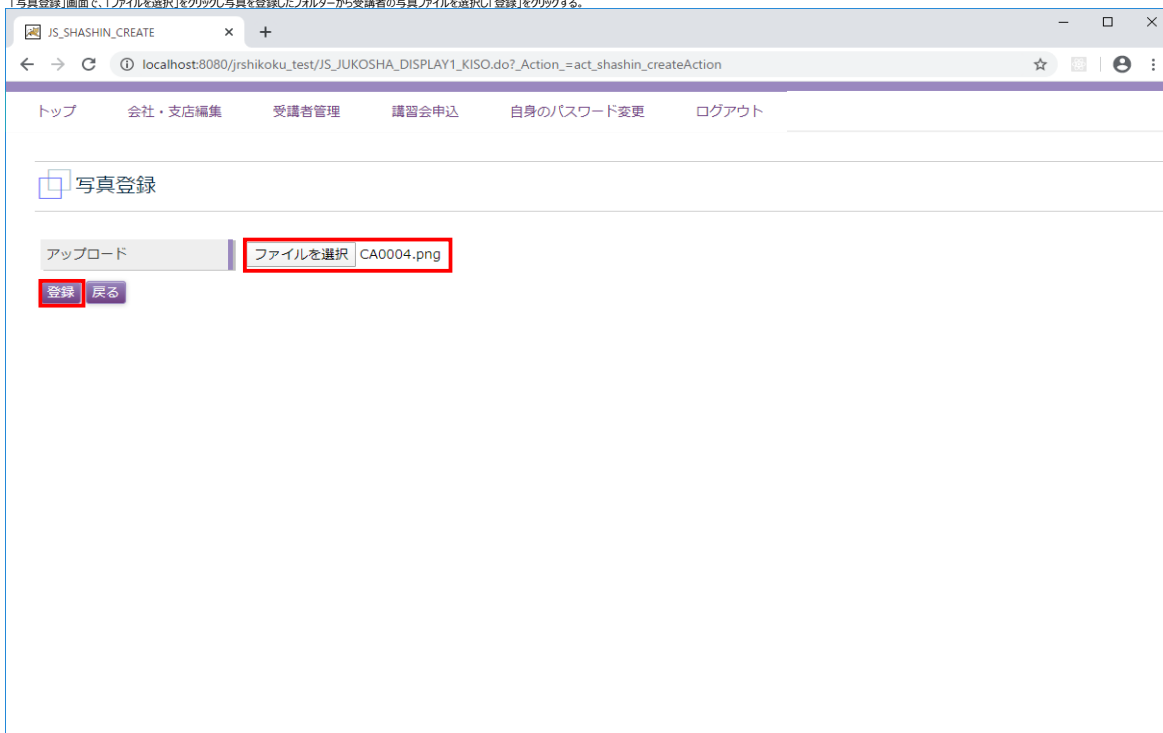 「写真登録」画面で、「ファイルを選択」をクリックし写真を登録したフォルダーから受講者の写真ファイルを選択し「登録」をクリックする。
JS_SHASHIN_CREATE
localhost:8080/jrshikoku_test/JS_JUKOSHA_DISPLAY1_KISO.do?_Action_=act_shashin_createAction
トップ 会社・支店編集 受講者管理 講習会申込 自身のパスワード変更 ログアウト
写真登録
アップロード ファイルを選択 CA0004.png
登録 戻る